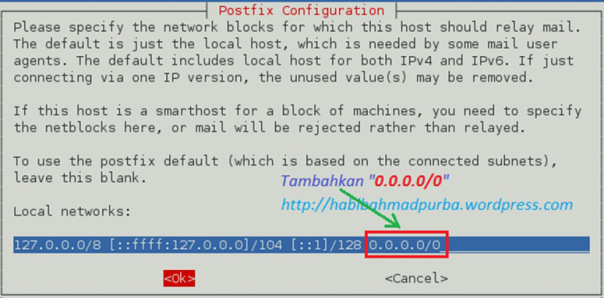 Postfix Configuration
Please specify the network blocks for which this host should relay mail.
The default is just the local host, which is needed by some mail user
agents. The default includes local host for both IPv4 and IPv6. If just
connecting via one IP version, the unused value(s) may be removed.
If this host is a smarthost for a block of machines, you need to specify
the netblocks here, or mail will be rejected rather than relayed.
To use the postfix default (which is based on the connected subnets),
leave this blank.
Tambahkan "0.0.0.0/0"
http://habibahmadpurba.wordpress.com
Local networks:
127.0.0.0/8 [::ffff:127.0.0.0]/104 [::1]/128 0.0.0.0/0
<Ok> <Cancel>